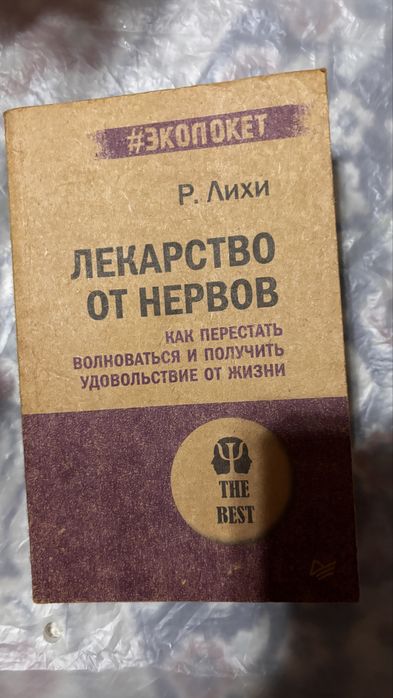 #ЭКОПОКЕТ
Р. Лихи
ЛЕКАРСТВО
ОТ НЕРВОВ
КАК ПЕРЕСТАТЬ
ВОЛНОВАТЬСЯ И ПОЛУЧИТЬ
УДОВОЛЬСТВИЕ ОТ ЖИЗНИ
Ψ
THE
BEST